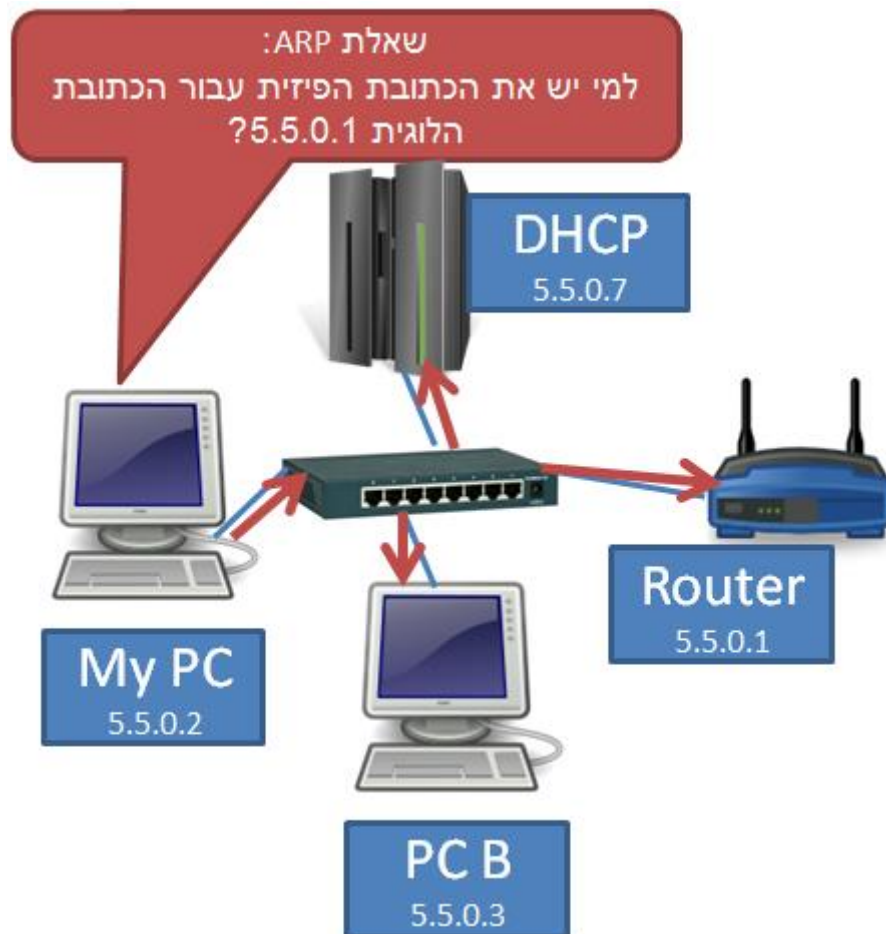 שאלת ARP:
למי יש את הכתובת הפיזית עבור הכתובת
הלוגית 5.5.0.1?
DHCP
5.5.0.7
Router
5.5.0.1
My PC
5.5.0.2
PC B
5.5.0.3